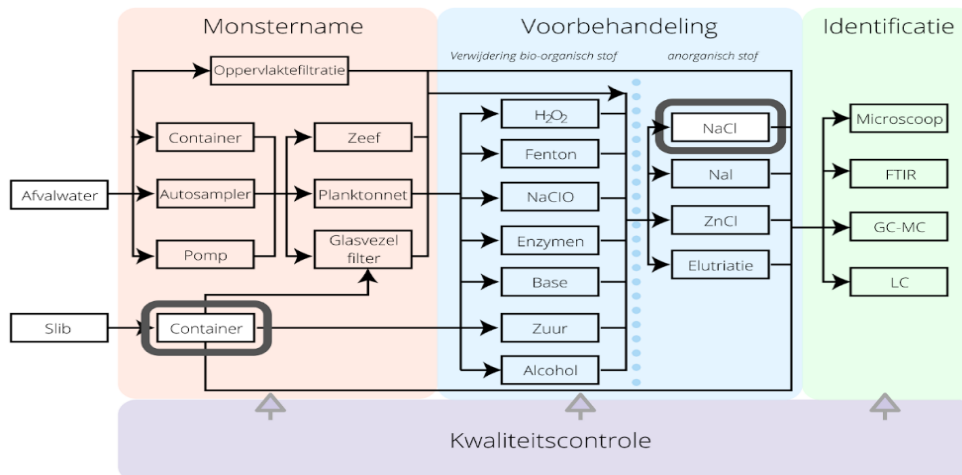 Monstername
Voorbehandeling
Identificatie
Verwijdering bio-organisch stof
anorganisch stof
Oppervlaktefiltratie
H₂O₂
Container
Zeef
NaCl
Microscoop
Fenton
NaI
FTIR
Afvalwater
Autosampler
Planktonnet
NaClO
ZnCl
GC-MC
Pomp
Glasvezel
filter
Enzymen
Elutriatie
Base
LC
Slib
Container
Zuur
Alcohol
Kwaliteitscontrole